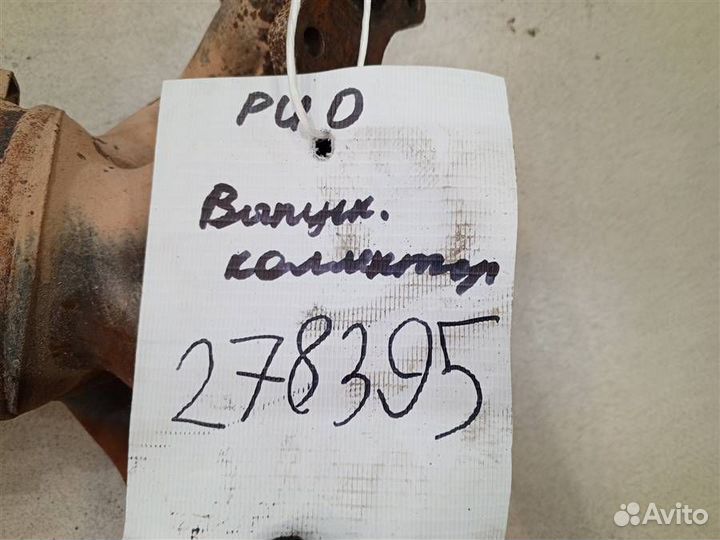 РИО
Выпуск.
коллектор
278395
Avito